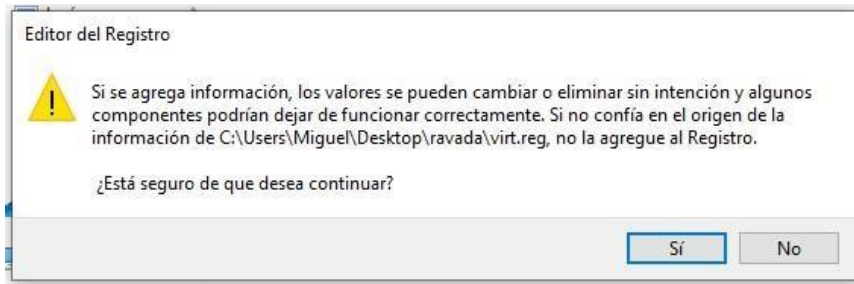 Editor del Registro
Si se agrega información, los valores se pueden cambiar o eliminar sin intención y algunos
componentes podrían dejar de funcionar correctamente. Si no confía en el origen de la
información de C:\Users\Miguel\Desktop\ravada\virt.reg, no la agregue al Registro.
¿Está seguro de que desea continuar?
Sí No